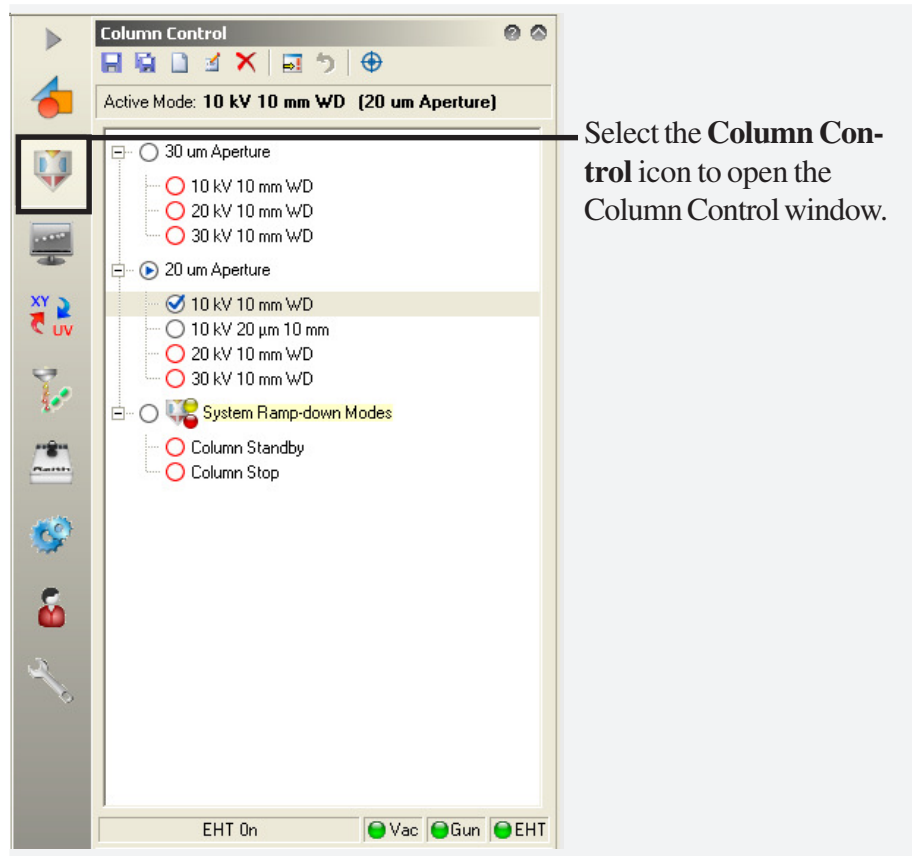 Column Control
Active Mode: 10 kV 10 mm WD (20 um Aperture)
30 um Aperture
10 kV 10 mm WD
20 kV 10 mm WD
30 kV 10 mm WD
20 um Aperture
10 kV 10 mm WD
10 kV 20 µm 10 mm
20 kV 10 mm WD
30 kV 10 mm WD
System Ramp-down Modes
Column Standby
Column Stop
EHT On
Vac
Gun
EHT
XY
UV
Raith
Select the Column Con-
trol icon to open the
Column Control window.